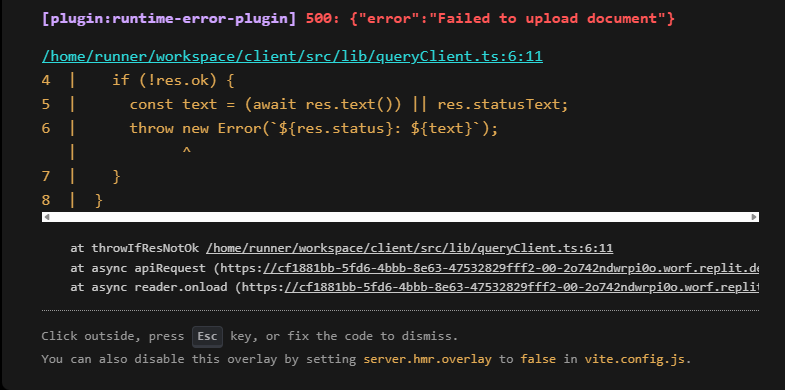 [plugin:runtime-error-plugin] 500: {"error":"Failed to upload document"}
/home/runner/workspace/client/src/lib/queryClient.ts:6:11
4 |    if (!res.ok) {
5 |      const text = (await res.text()) || res.statusText;
6 |      throw new Error(`${res.status}: ${text}`);
  |            ^
7 |    }
8 |  }
at throwIfResNotOk /home/runner/workspace/client/src/lib/queryClient.ts:6:11
at async apiRequest (https://cf1881bb-5fd6-4bbb-8e63-47532829fff2-00-2o742ndwrpi0o.worf.replit.de
at async reader.onload (https://cf1881bb-5fd6-4bbb-8e63-47532829fff2-00-2o742ndwrpi0o.worf.replit
Click outside, press Esc key, or fix the code to dismiss.
You can also disable this overlay by setting server.hmr.overlay to false in vite.config.js.